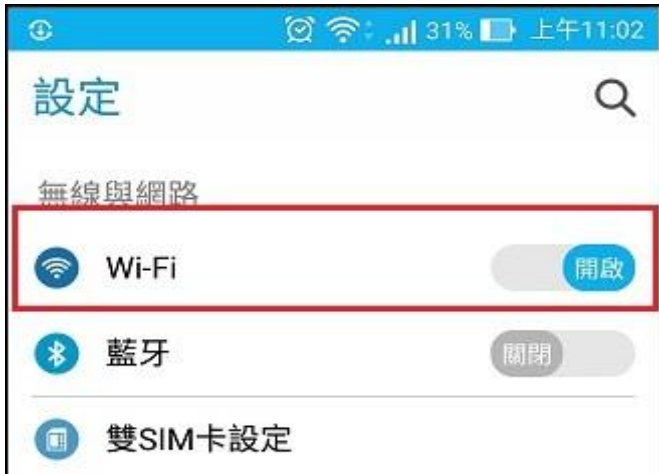 31% 上午11:02
設定
無線與網路
Wi-Fi 開啟
藍牙 關閉
雙SIM卡設定